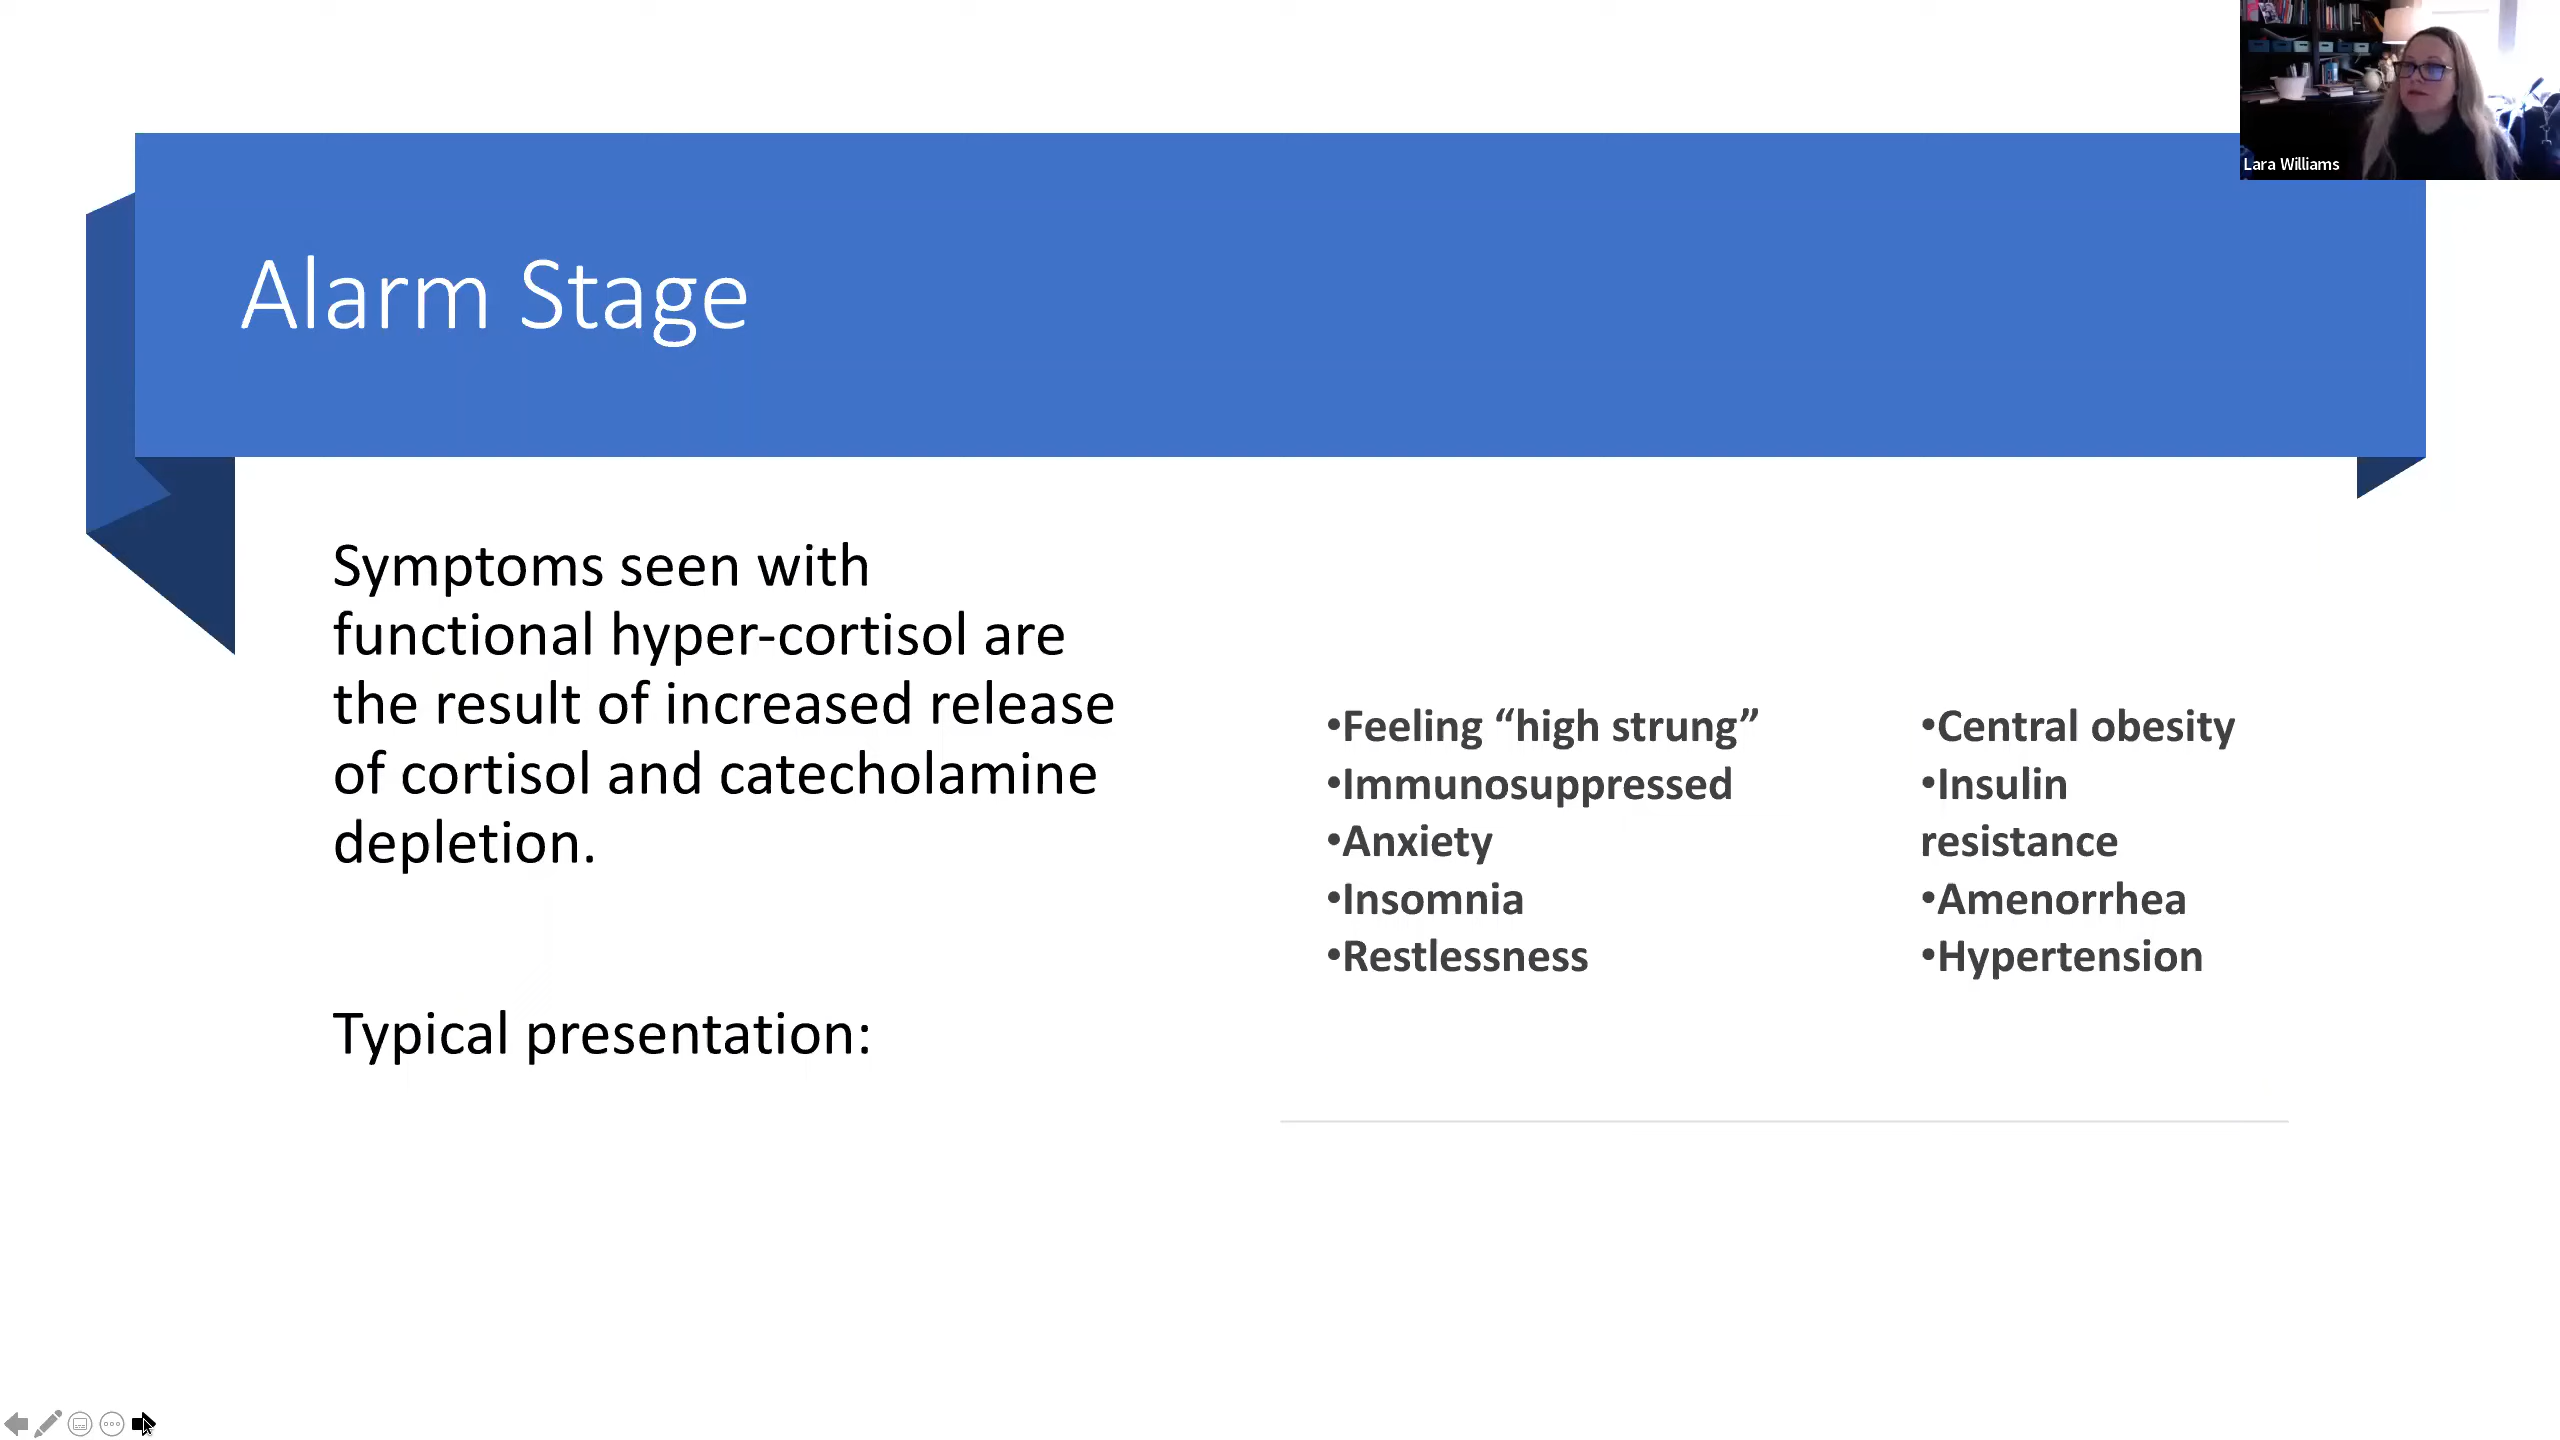 Lara Williams
Alarm Stage
Symptoms seen with
functional hyper-cortisol are
the result of increased release
of cortisol and catecholamine
depletion.
Typical presentation:
•Feeling “high strung”
•Immunosuppressed
•Anxiety
•Insomnia
•Restlessness
•Central obesity
•Insulin
resistance
•Amenorrhea
•Hypertension